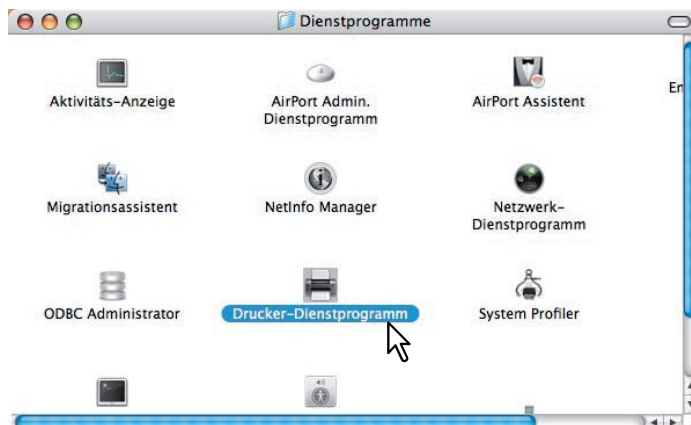 Dienstprogramme
Aktivitäts-Anzeige
AirPort Admin.
Dienstprogramm
AirPort Assistent
En
Migrationsassistent
NetInfo Manager
Netzwerk-
Dienstprogramm
ODBC Administrator
Drucker-Dienstprogramm
System Profiler